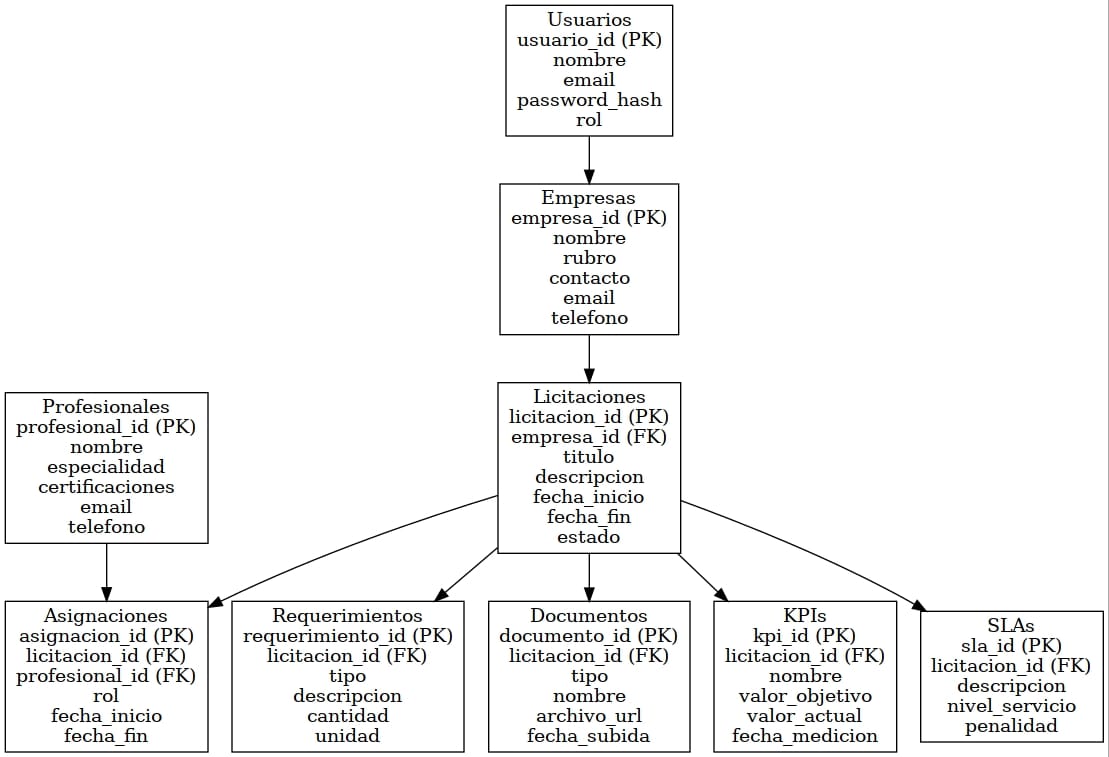 Usuarios
usuario_id (PK)
nombre
email
password_hash
rol
Empresas
empresa_id (PK)
nombre
rubro
contacto
email
telefono
Licitaciones
licitacion_id (PK)
empresa_id (FK)
titulo
descripcion
fecha_inicio
fecha_fin
estado
Profesionales
profesional_id (PK)
nombre
especialidad
certificaciones
email
telefono
Asignaciones
asignacion_id (PK)
licitacion_id (FK)
profesional_id (FK)
rol
fecha_inicio
fecha_fin
Requerimientos
requerimiento_id (PK)
licitacion_id (FK)
tipo
descripcion
cantidad
unidad
Documentos
documento_id (PK)
licitacion_id (FK)
tipo
nombre
archivo_url
fecha_subida
KPIs
kpi_id (PK)
licitacion_id (FK)
nombre
valor_objetivo
valor_actual
fecha_medicion
SLAs
sla_id (PK)
licitacion_id (FK)
descripcion
nivel_servicio
penalidad